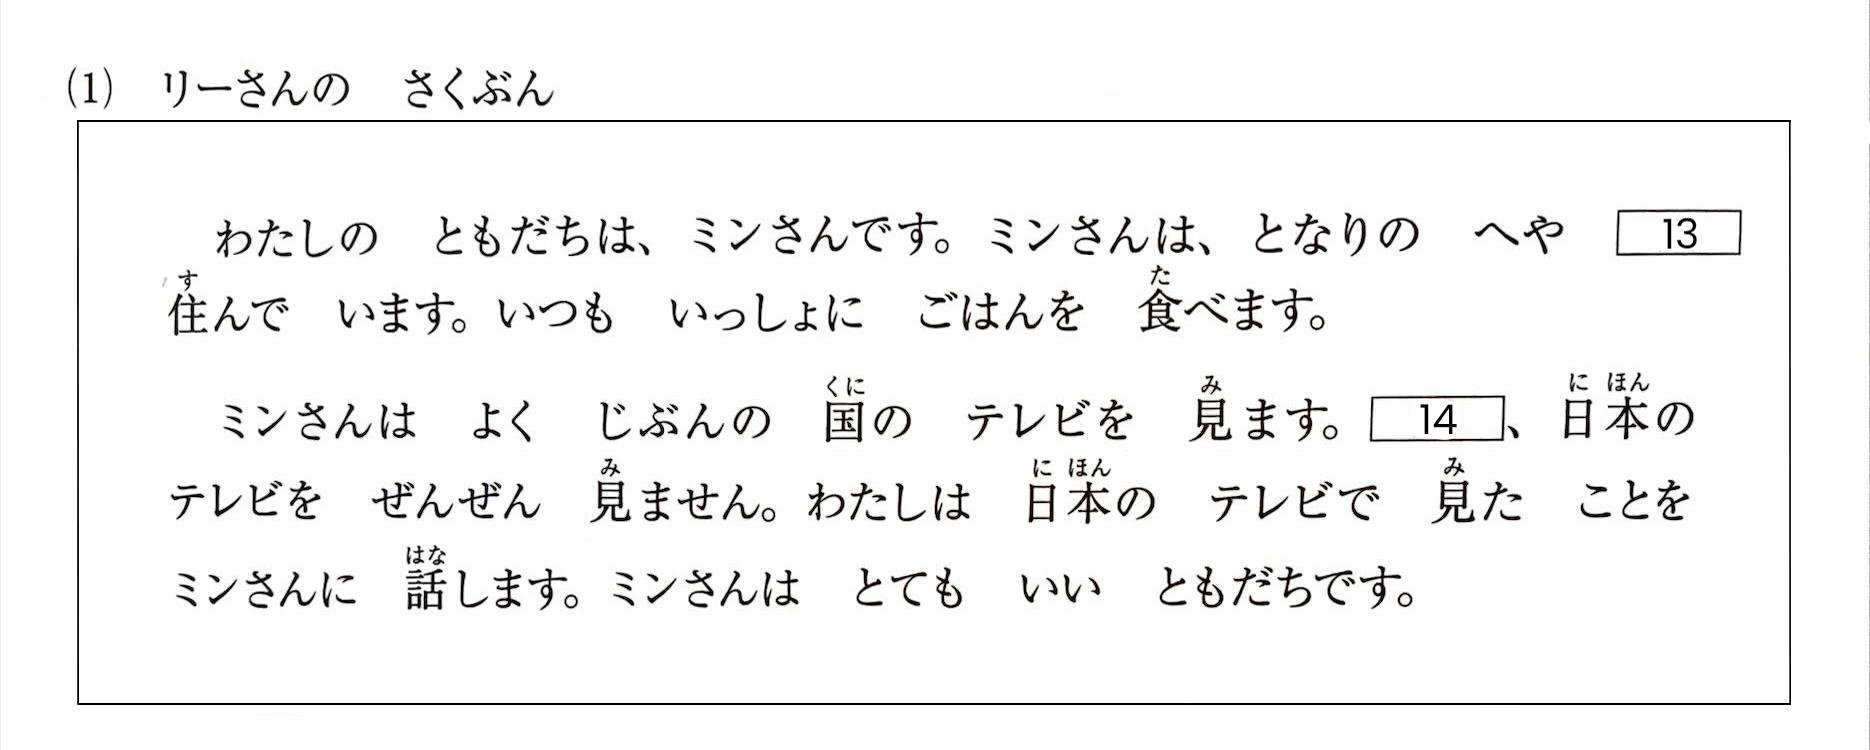 (1) リーさんの さくぶん
わたしの ともだちは、ミンさんです。ミンさんは、となりの へや 13
す た
住んで います。いつも いっしょに ごはんを 食べます。
くに み に ほん
ミンさんは よく じぶんの 国の テレビを 見ます。14、日本の
み に ほん み
テレビを ぜんぜん 見ません。わたしは 日本の テレビで 見た ことを
はな
ミンさんに 話します。ミンさんは とても いい ともだちです。